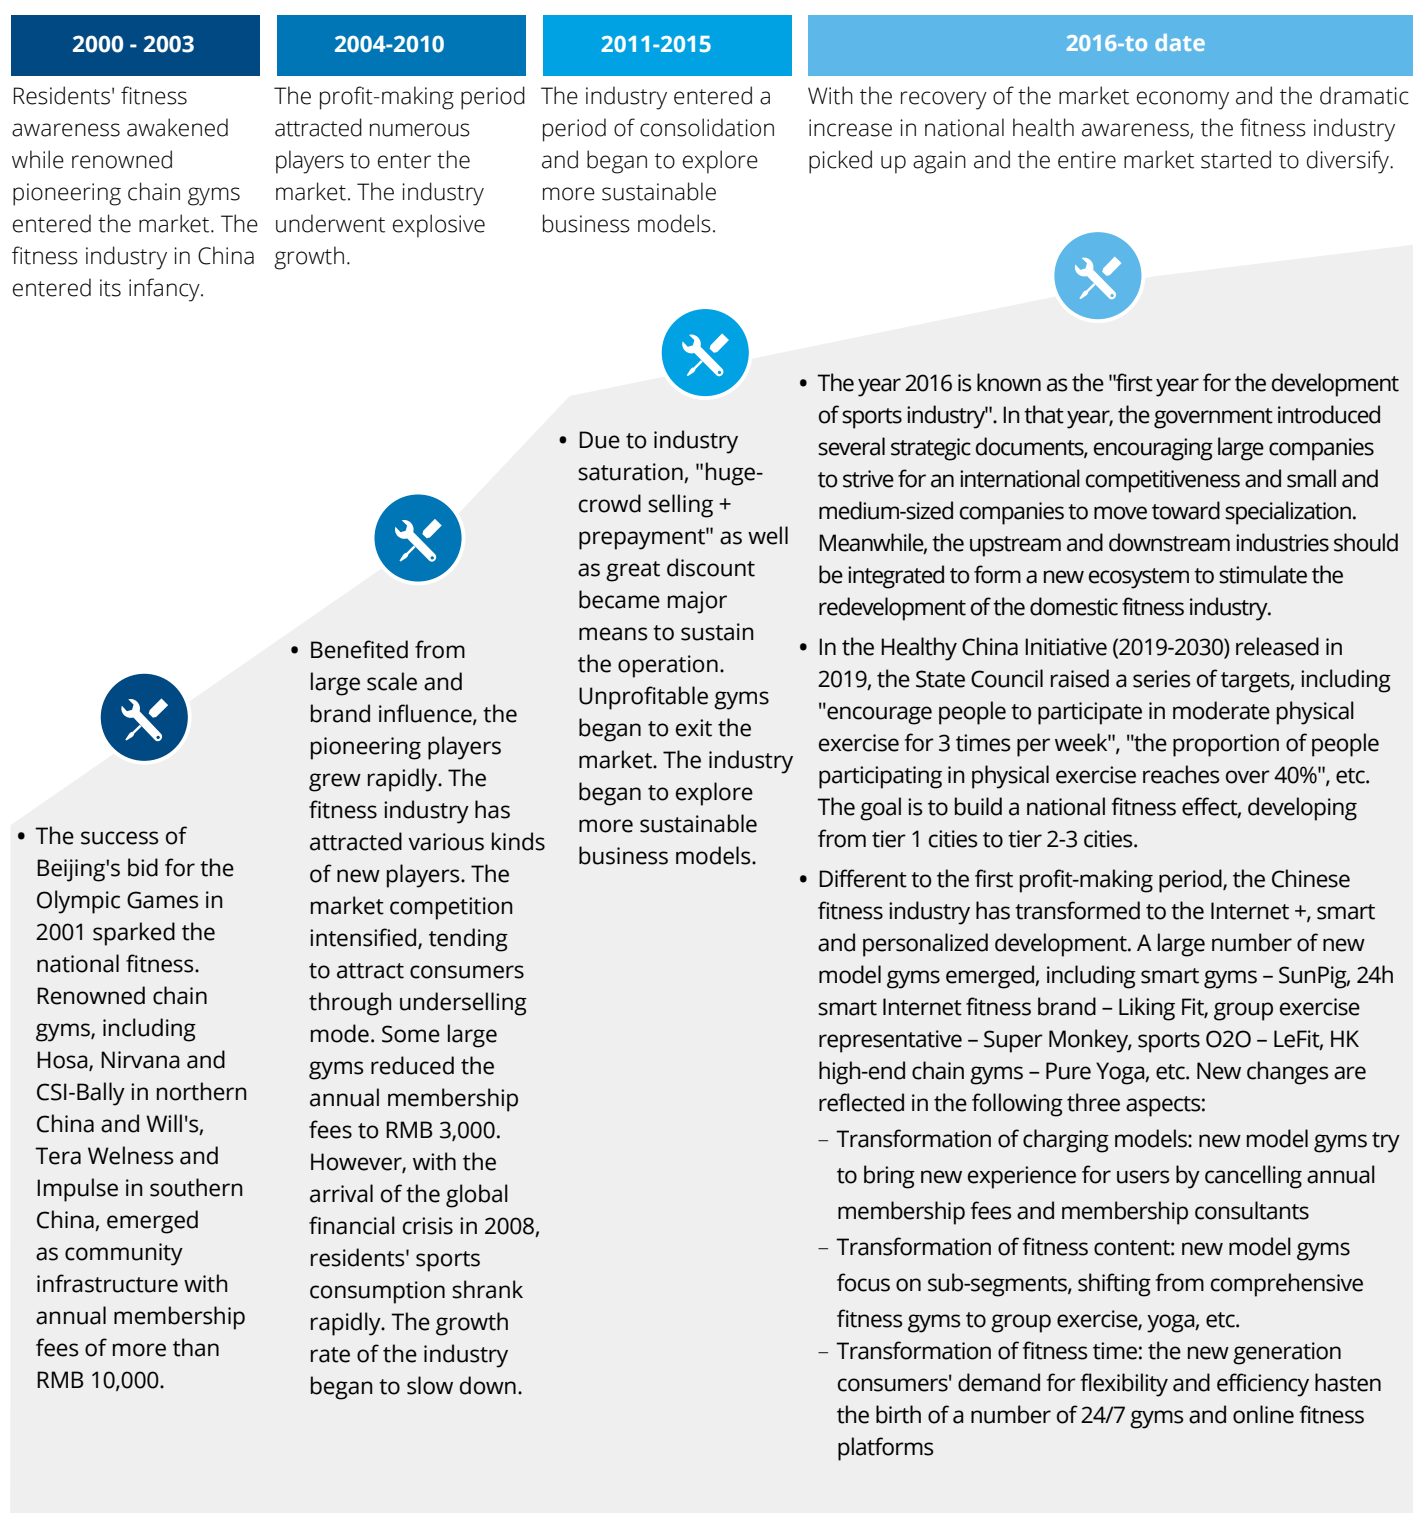 2000 - 2003
Residents' fitness
awareness awakened
while renowned
pioneering chain gyms
entered the market. The
fitness industry in China
entered its infancy.
2004-2010
The profit-making period
attracted numerous
players to enter the
market. The industry
underwent explosive
growth.
2011-2015
The industry entered a
period of consolidation
and began to explore
more sustainable
business models.
2016-to date
With the recovery of the market economy and the dramatic
increase in national health awareness, the fitness industry
picked up again and the entire market started to diversify.
• The success of
Beijing's bid for the
Olympic Games in
2001 sparked the
national fitness.
Renowned chain
gyms, including
Hosa, Nirvana and
CSI-Bally in northern
China and Will's,
Tera Welness and
Impulse in southern
China, emerged
as community
infrastructure with
annual membership
fees of more than
RMB 10,000.
• Benefited from
large scale and
brand influence, the
pioneering players
grew rapidly. The
fitness industry has
attracted various kinds
of new players. The
market competition
intensified, tending
to attract consumers
through underselling
mode. Some large
gyms reduced the
annual membership
fees to RMB 3,000.
However, with the
arrival of the global
financial crisis in 2008,
residents' sports
consumption shrank
rapidly. The growth
rate of the industry
began to slow down.
• Due to industry
saturation, "huge-
crowd selling +
prepayment" as well
as great discount
became major
means to sustain
the operation.
Unprofitable gyms
began to exit the
market. The industry
began to explore
more sustainable
business models.
• The year 2016 is known as the "first year for the development
of sports industry". In that year, the government introduced
several strategic documents, encouraging large companies
to strive for an international competitiveness and small and
medium-sized companies to move toward specialization.
Meanwhile, the upstream and downstream industries should
be integrated to form a new ecosystem to stimulate the
redevelopment of the domestic fitness industry.
• In the Healthy China Initiative (2019-2030) released in
2019, the State Council raised a series of targets, including
"encourage people to participate in moderate physical
exercise for 3 times per week", "the proportion of people
participating in physical exercise reaches over 40%", etc.
The goal is to build a national fitness effect, developing
from tier 1 cities to tier 2-3 cities.
• Different to the first profit-making period, the Chinese
fitness industry has transformed to the Internet +, smart
and personalized development. A large number of new
model gyms emerged, including smart gyms – SunPig, 24h
smart Internet fitness brand – Liking Fit, group exercise
representative – Super Monkey, sports O2O – LeFit, HK
high-end chain gyms – Pure Yoga, etc. New changes are
reflected in the following three aspects:
– Transformation of charging models: new model gyms try
to bring new experience for users by cancelling annual
membership fees and membership consultants
– Transformation of fitness content: new model gyms
focus on sub-segments, shifting from comprehensive
fitness gyms to group exercise, yoga, etc.
– Transformation of fitness time: the new generation
consumers' demand for flexibility and efficiency hasten
the birth of a number of 24/7 gyms and online fitness
platforms